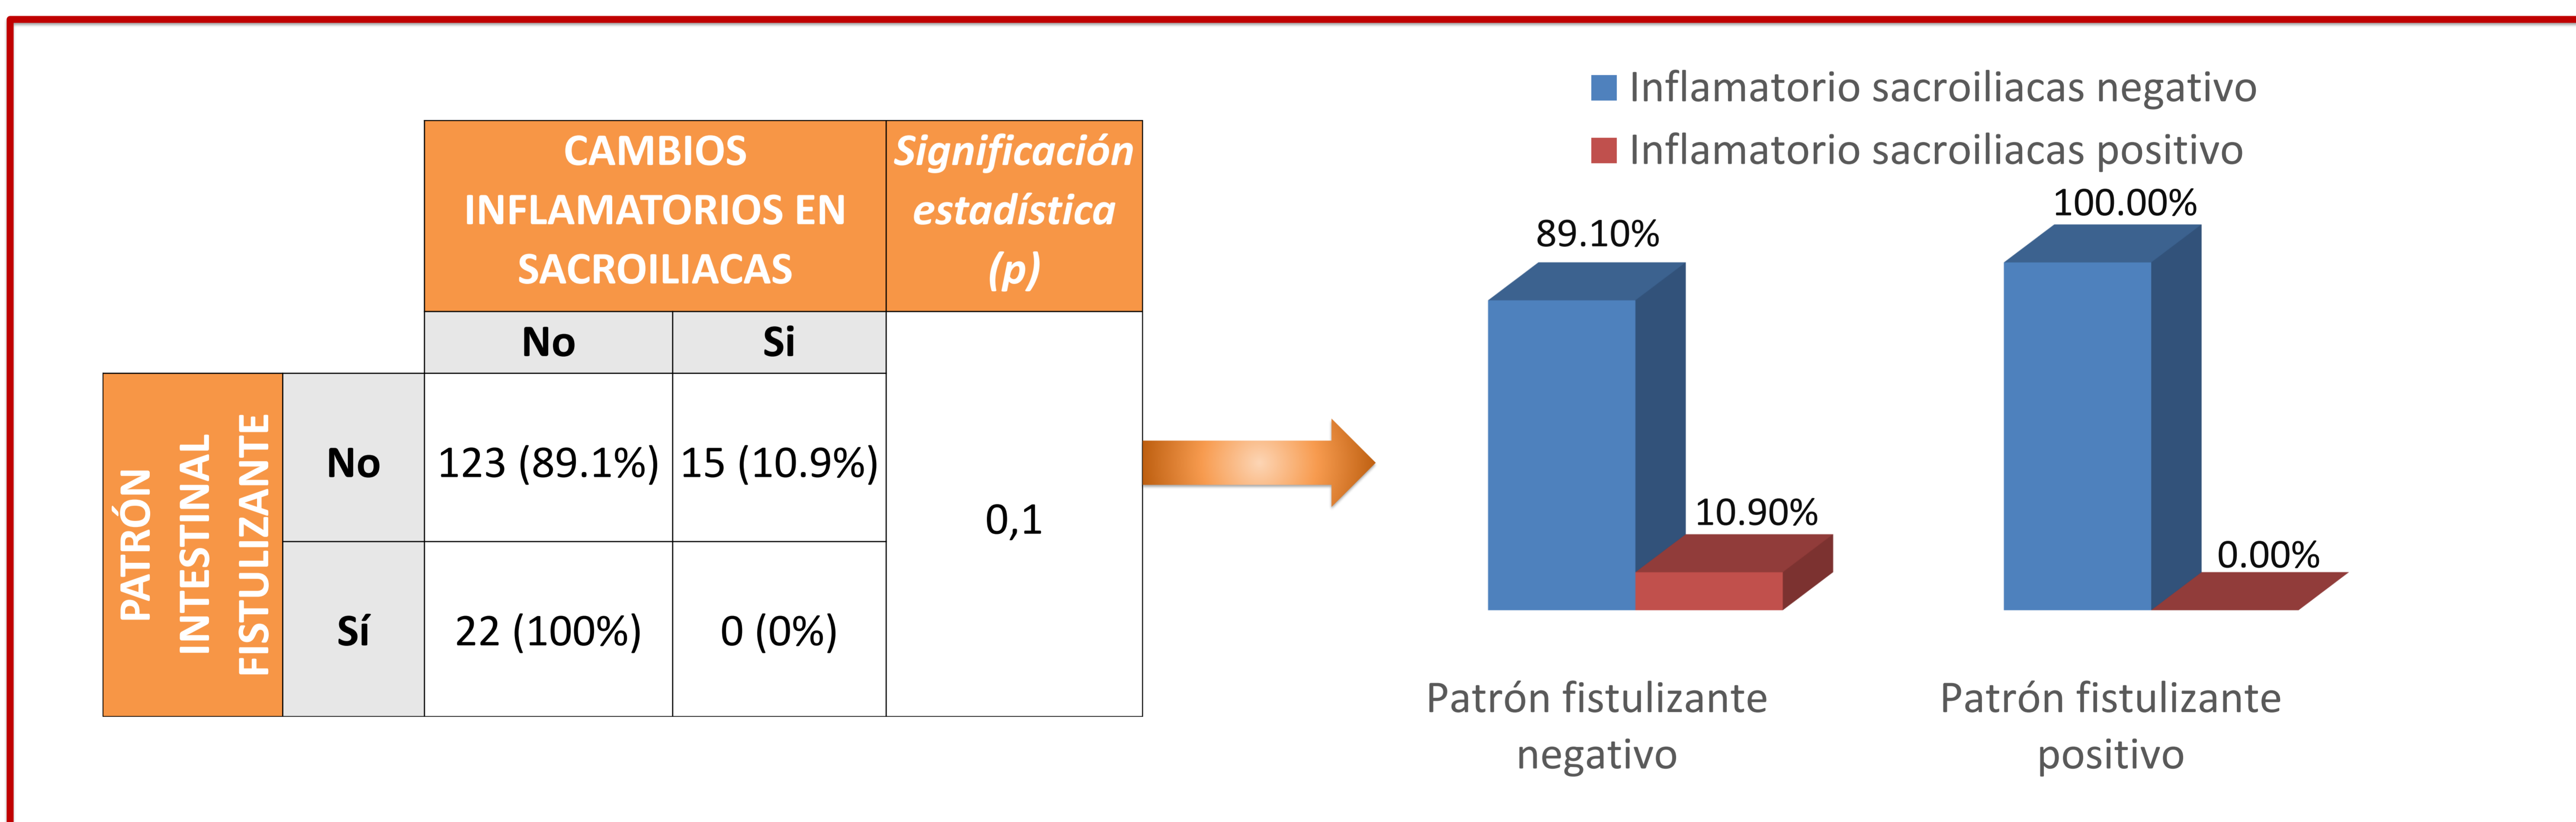 CAMBIOS
INFLAMATORIOS EN
SACROILIACAS
Significación
estadística
(p)
No
Si
PATRÓN
INTESTINAL
FISTULIZANTE
No
123 (89.1%)
15 (10.9%)
0,1
Sí
22 (100%)
0 (0%)
Inflamatorio sacroiliacas negativo
Inflamatorio sacroiliacas positivo
89.10%
10.90%
100.00%
0.00%
Patrón fistulizante
negativo
Patrón fistulizante
positivo